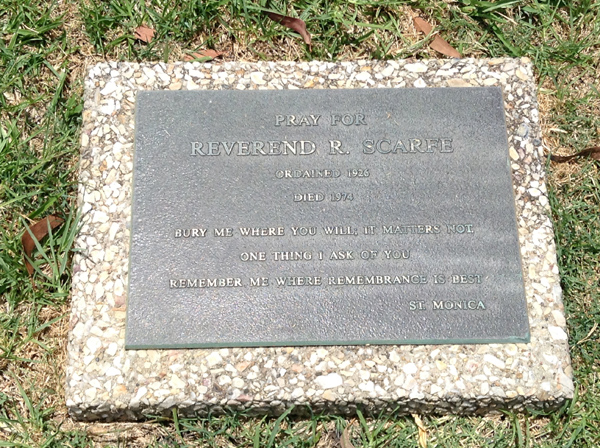 PRAY FOR
REVEREND R. SCARFE
ORDAINED 1926
DIED 1974
BURY ME WHERE YOU WILL, IT MATTERS NOT,
ONE THING I ASK OF YOU
REMEMBER ME WHERE REMEMBRANCE IS BEST
ST. MONICA